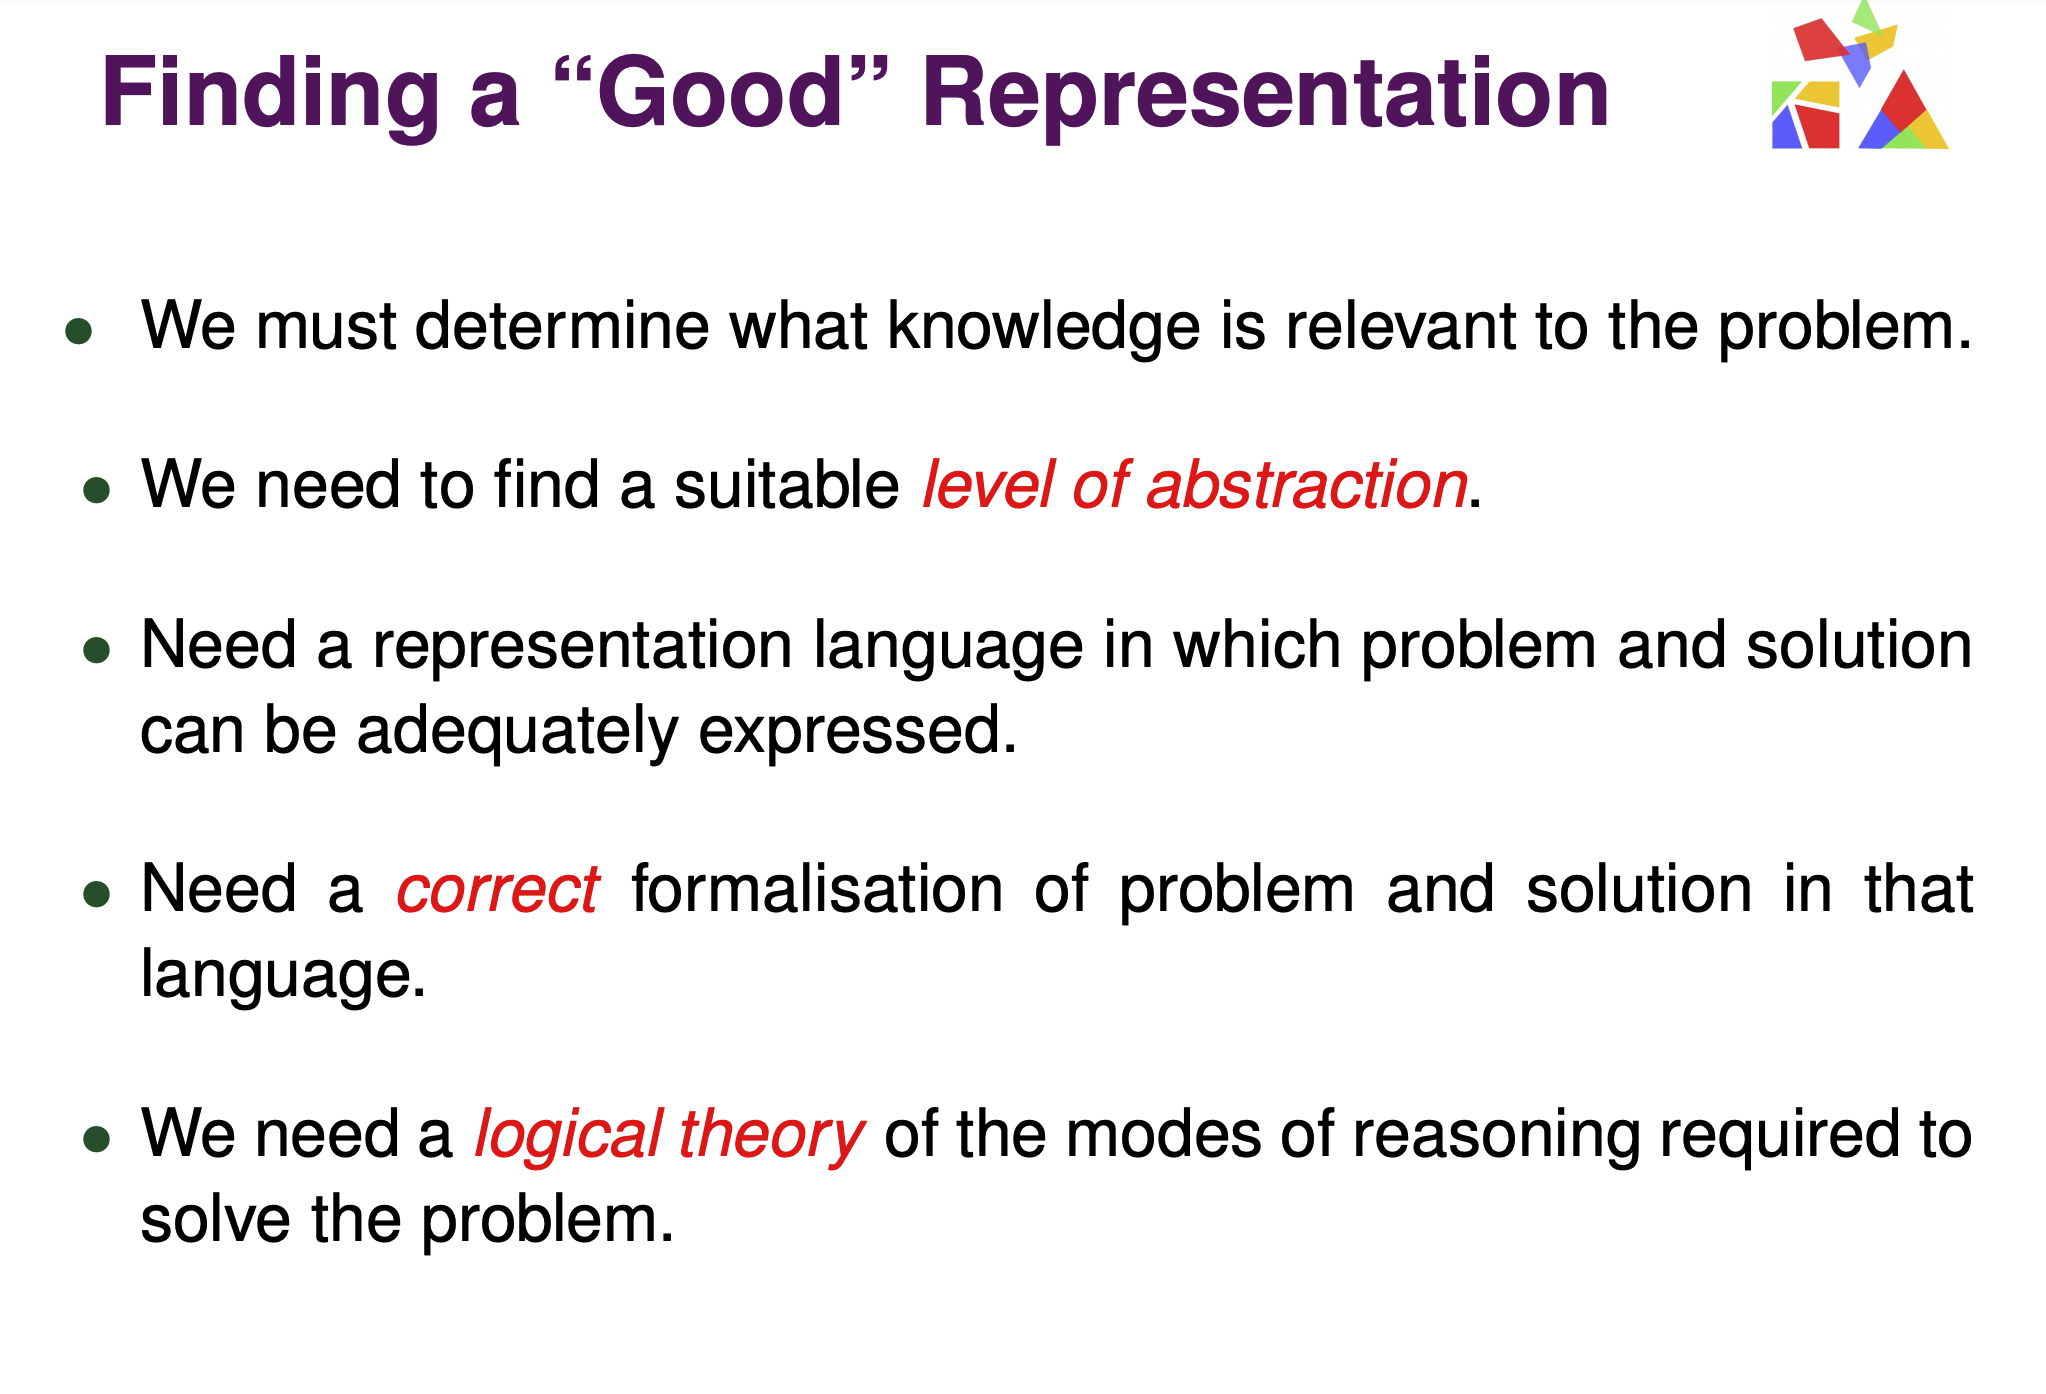 Finding a “Good” Representation
• We must determine what knowledge is relevant to the problem.
• We need to find a suitable level of abstraction.
• Need a representation language in which problem and solution
can be adequately expressed.
• Need a correct formalisation of problem and solution in that
language.
• We need a logical theory of the modes of reasoning required to
solve the problem.